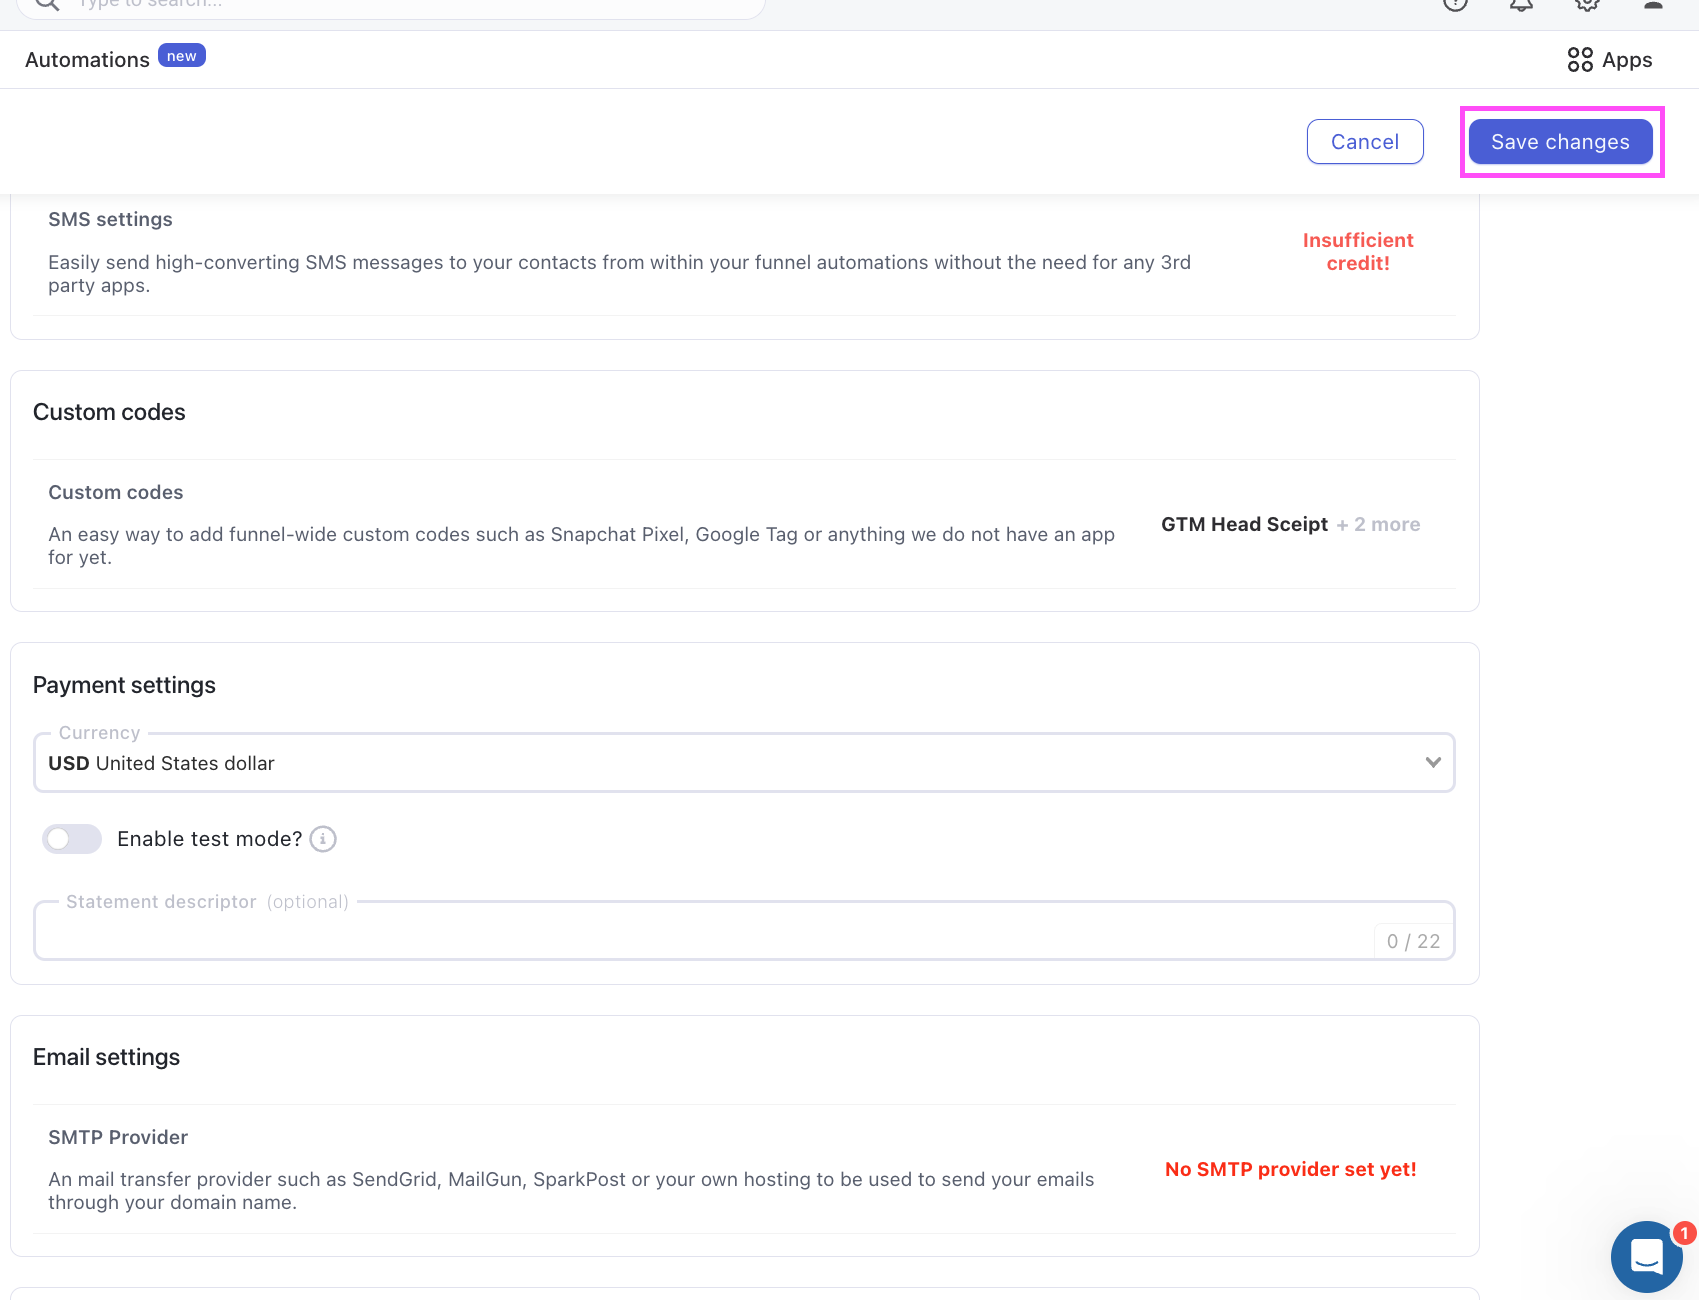 Type to search...
Automations new
Apps
Cancel
Save changes
SMS settings
Easily send high-converting SMS messages to your contacts from within your funnel automations without the need for any 3rd
party apps.
Insufficient
credit!
Custom codes
Custom codes
An easy way to add funnel-wide custom codes such as Snapchat Pixel, Google Tag or anything we do not have an app
for yet.
GTM Head Sceipt + 2 more
Payment settings
Currency
USD United States dollar
Enable test mode?
Statement descriptor (optional)
0 / 22
Email settings
SMTP Provider
An mail transfer provider such as SendGrid, MailGun, SparkPost or your own hosting to be used to send your emails
through your domain name.
No SMTP provider set yet!
1